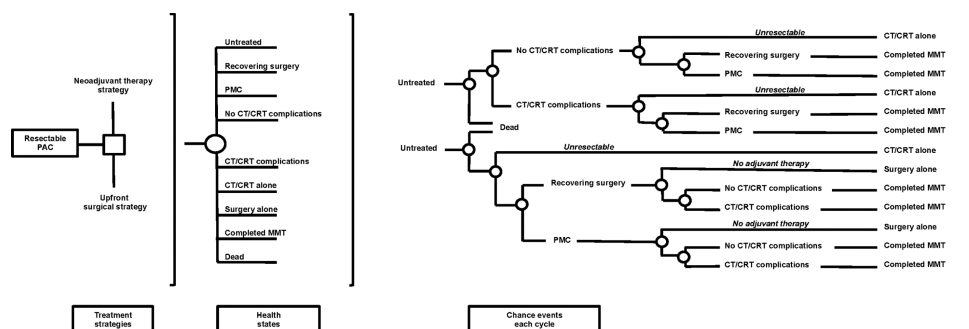 Neoadjuvant therapy
strategy
Resectable
PAC
Upfront
surgical strategy
Treatment
strategies
Untreated
Recovering surgery
PMC
No CT/CRT complications
CT/CRT complications
CT/CRT alone
Surgery alone
Completed MMT
Dead
Health
states
Unresectable
CT/CRT alone
No CT/CRT complications
Recovering surgery
Completed MMT
PMC
Completed MMT
Untreated
Unresectable
CT/CRT alone
CT/CRT complications
Recovering surgery
Completed MMT
PMC
Completed MMT
Dead
Untreated
Unresectable
CT/CRT alone
No adjuvant therapy
Surgery alone
Recovering surgery
No CT/CRT complications
Completed MMT
CT/CRT complications
Completed MMT
No adjuvant therapy
Surgery alone
PMC
No CT/CRT complications
Completed MMT
CT/CRT complications
Completed MMT
Chance events
each cycle